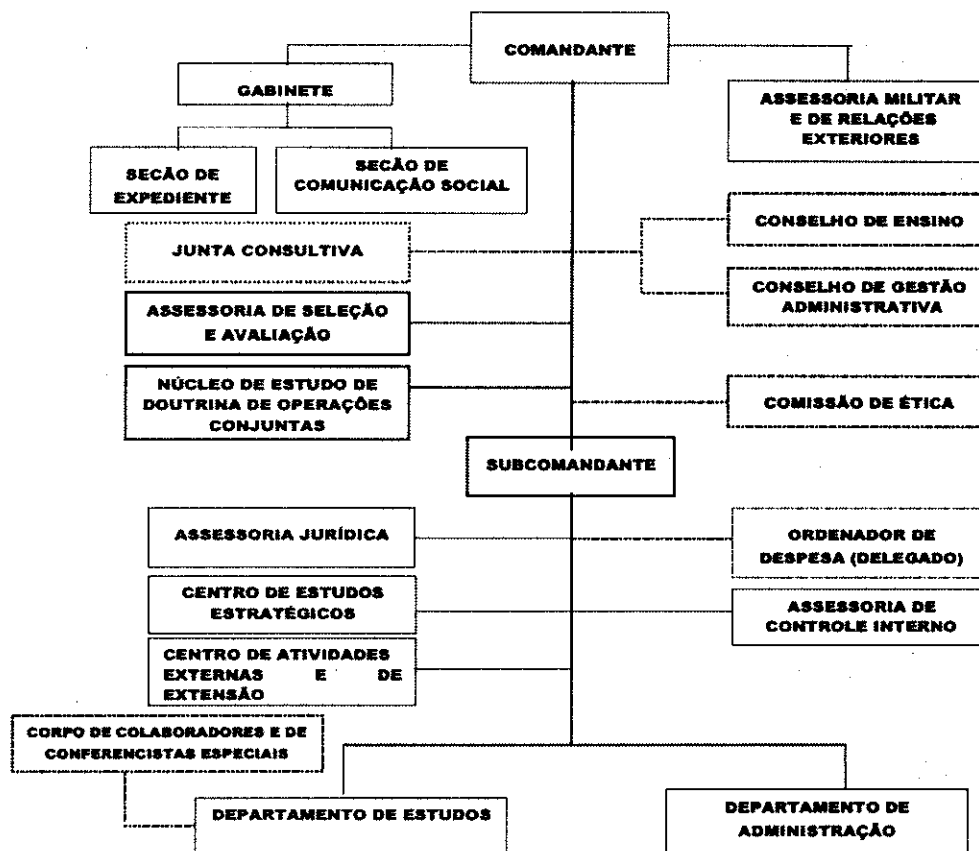 COMANDANTE
GABINETE
ASSESSORIA MILITAR
E DE RELAÇÕES
EXTERIORES
SECÃO DE
EXPEDIENTE
SECÃO DE
COMUNICAÇÃO SOCIAL
JUNTA CONSULTIVA
CONSELHO DE ENSINO
CONSELHO DE GESTÃO
ADMINISTRATIVA
ASSESSORIA DE SELEÇÃO
E AVALIAÇÃO
NÚCLEO DE ESTUDO DE
DOUTRINA DE OPERAÇÕES
CONJUNTAS
COMISSÃO DE ÉTICA
SUBCOMANDANTE
ASSESSORIA JURÍDICA
ORDENADOR DE
DESPESA (DELEGADO)
CENTRO DE ESTUDOS
ESTRATÉGICOS
ASSESSORIA DE
CONTROLE INTERNO
CENTRO DE ATIVIDADES
EXTERNAS E DE
EXTENSÃO
CORPO DE COLABORADORES E DE
CONFERENCISTAS ESPECIAIS
DEPARTAMENTO DE ESTUDOS
DEPARTAMENTO DE
ADMINISTRAÇÃO